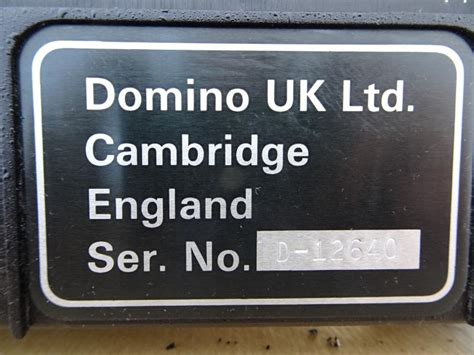 Domino UK Ltd.
Cambridge
England
Ser. No. D-12640